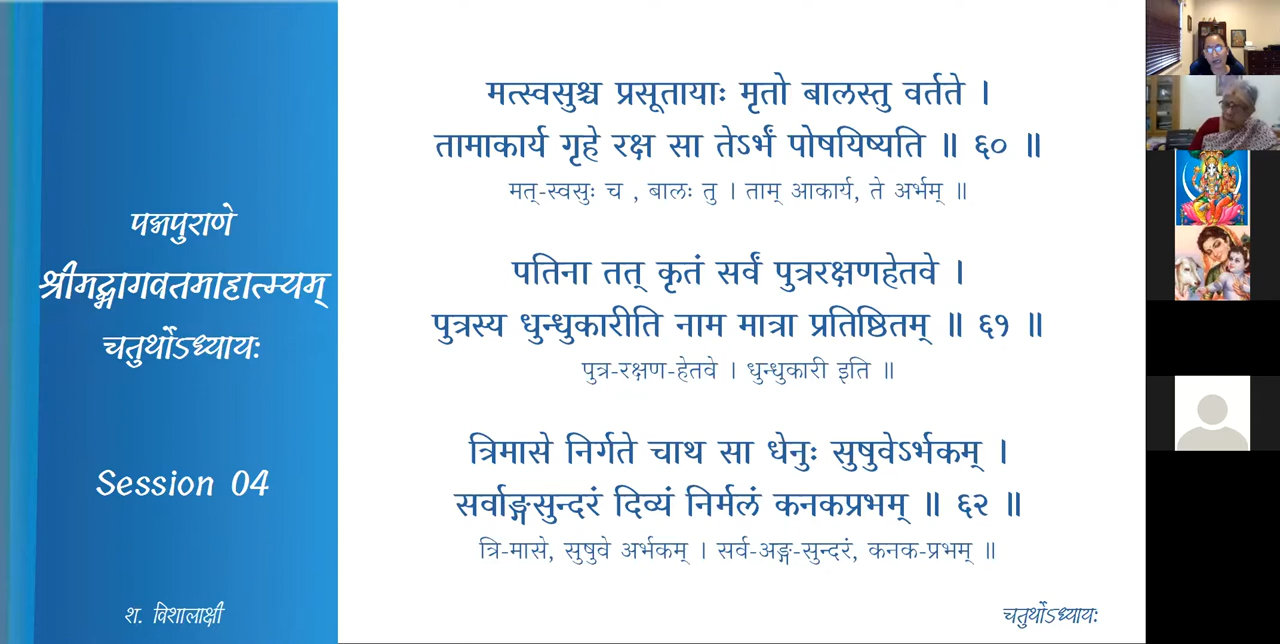 पद्मपुराणे
श्रीमद्भागवतमाहात्म्यम्
चतुर्थोऽध्यायः
Session 04
श. विशालाक्षी
मत्स्वसुश्च प्रसूतायाः मृतो बालस्तु वर्तते ।
तामाकार्य गृहे रक्ष सा तेऽर्भं पोषयिष्यति ॥ ६० ॥
मत्-स्वसुः च , बालः तु । ताम् आकार्य, ते अर्भम् ॥
पतिना तत् कृतं सर्वं पुत्ररक्षणहेतवे ।
पुत्रस्य धुन्धुकारीति नाम मात्रा प्रतिष्ठितम् ॥ ६१ ॥
पुत्र-रक्षण-हेतवे । धुन्धुकारी इति ॥
त्रिमासे निर्गते चाथ सा धेनुः सुषुवेऽर्भकम् ।
सर्वाङ्गसुन्दरं दिव्यं निर्मलं कनकप्रभम् ॥ ६२ ॥
त्रि-मासे, सुषुवे अर्भकम् । सर्व-अङ्ग-सुन्दरं, कनक-प्रभम् ॥
चतुर्थोऽध्यायः